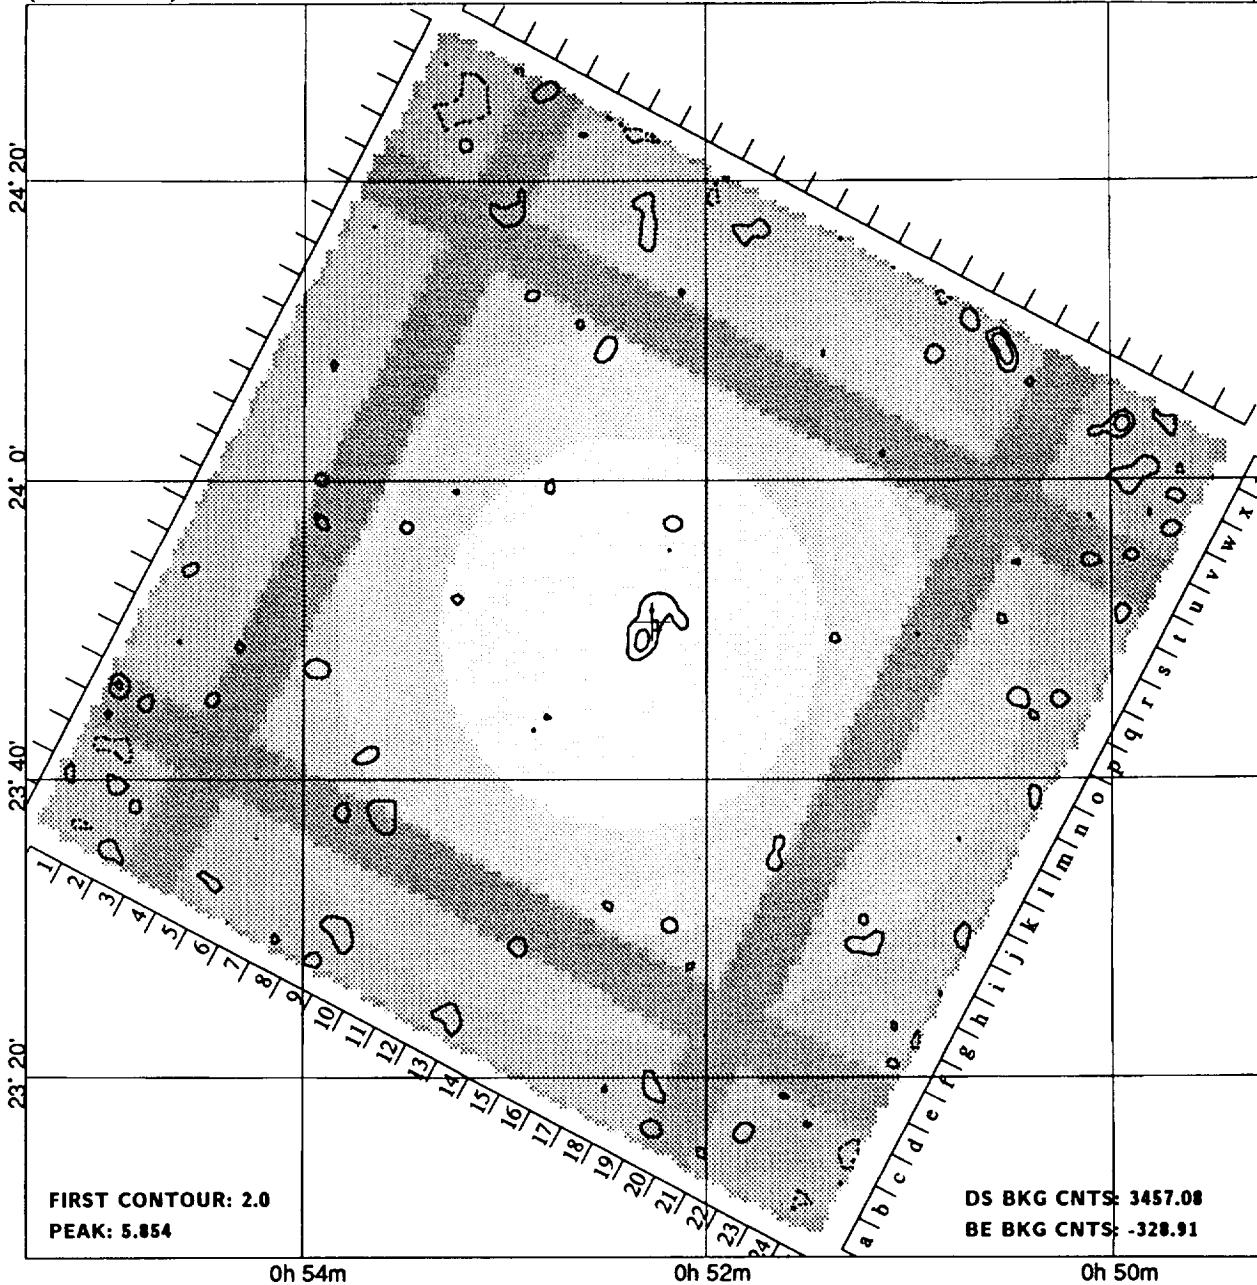 24° 20'
24° 0'
23° 40'
23° 20'
1 2 3 4 5 6 7 8 9 10 11 12 13 14 15 16 17 18 19 20 21 22 23 24
a b c d e f g h i j k l m n o p q r s t u v w x
FIRST CONTOUR: 2.0
PEAK: 5.854
DS BKG CNTS: 3457.08
BE BKG CNTS: -328.91
0h 54m
0h 52m
0h 50m